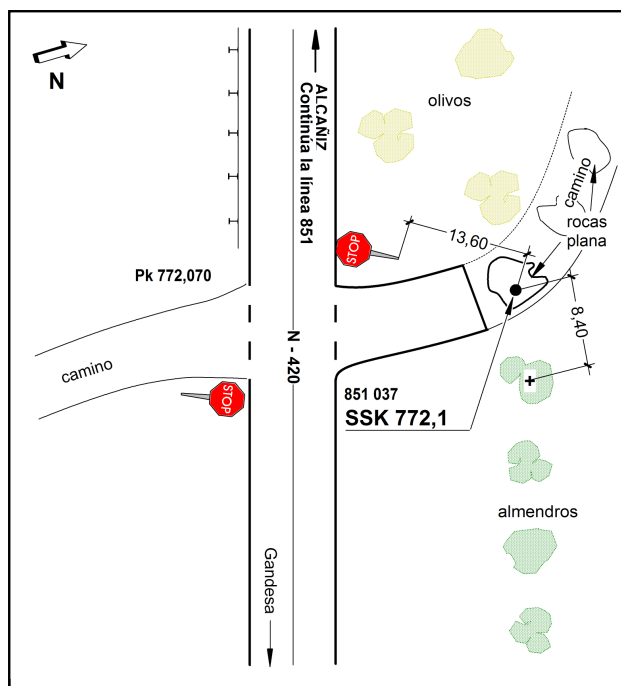 N
ALCAÑIZ
Continúa la línea 851
olivos
camino
rocas
plana
STOP
13,60
Pk 772,070
8,40
N - 420
camino
STOP
851 037
SSK 772,1
almendros
Gandesa